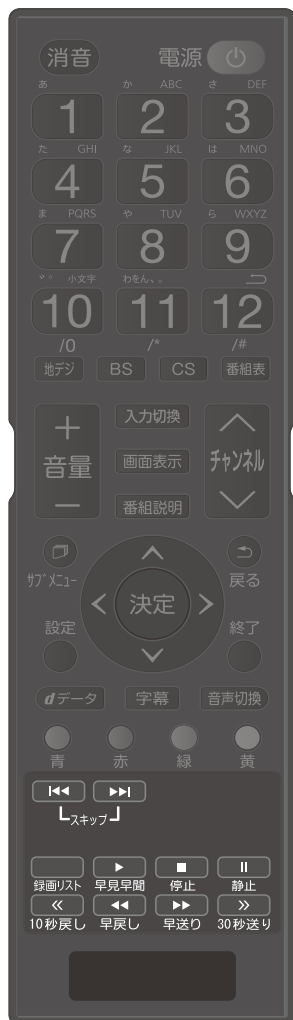 消音 電源
あ か ABC さ DEF
1 2 3
た GHI な JKL は MNO
4 5 6
ま PQRS や TUV ら WXYZ
7 8 9
゛゜ 小文字 わをん、。
10 11 12
/0 /* /#
地デジ BS CS 番組表
+ 入力切換
音量 画面表示 チャンネル
− 番組説明
サブメニュー 戻る
決定
設定 終了
dデータ 字幕 音声切換
青 赤 緑 黄
スキップ
録画リスト 早見早聞 停止 静止
10秒戻し 早戻し 早送り 30秒送り